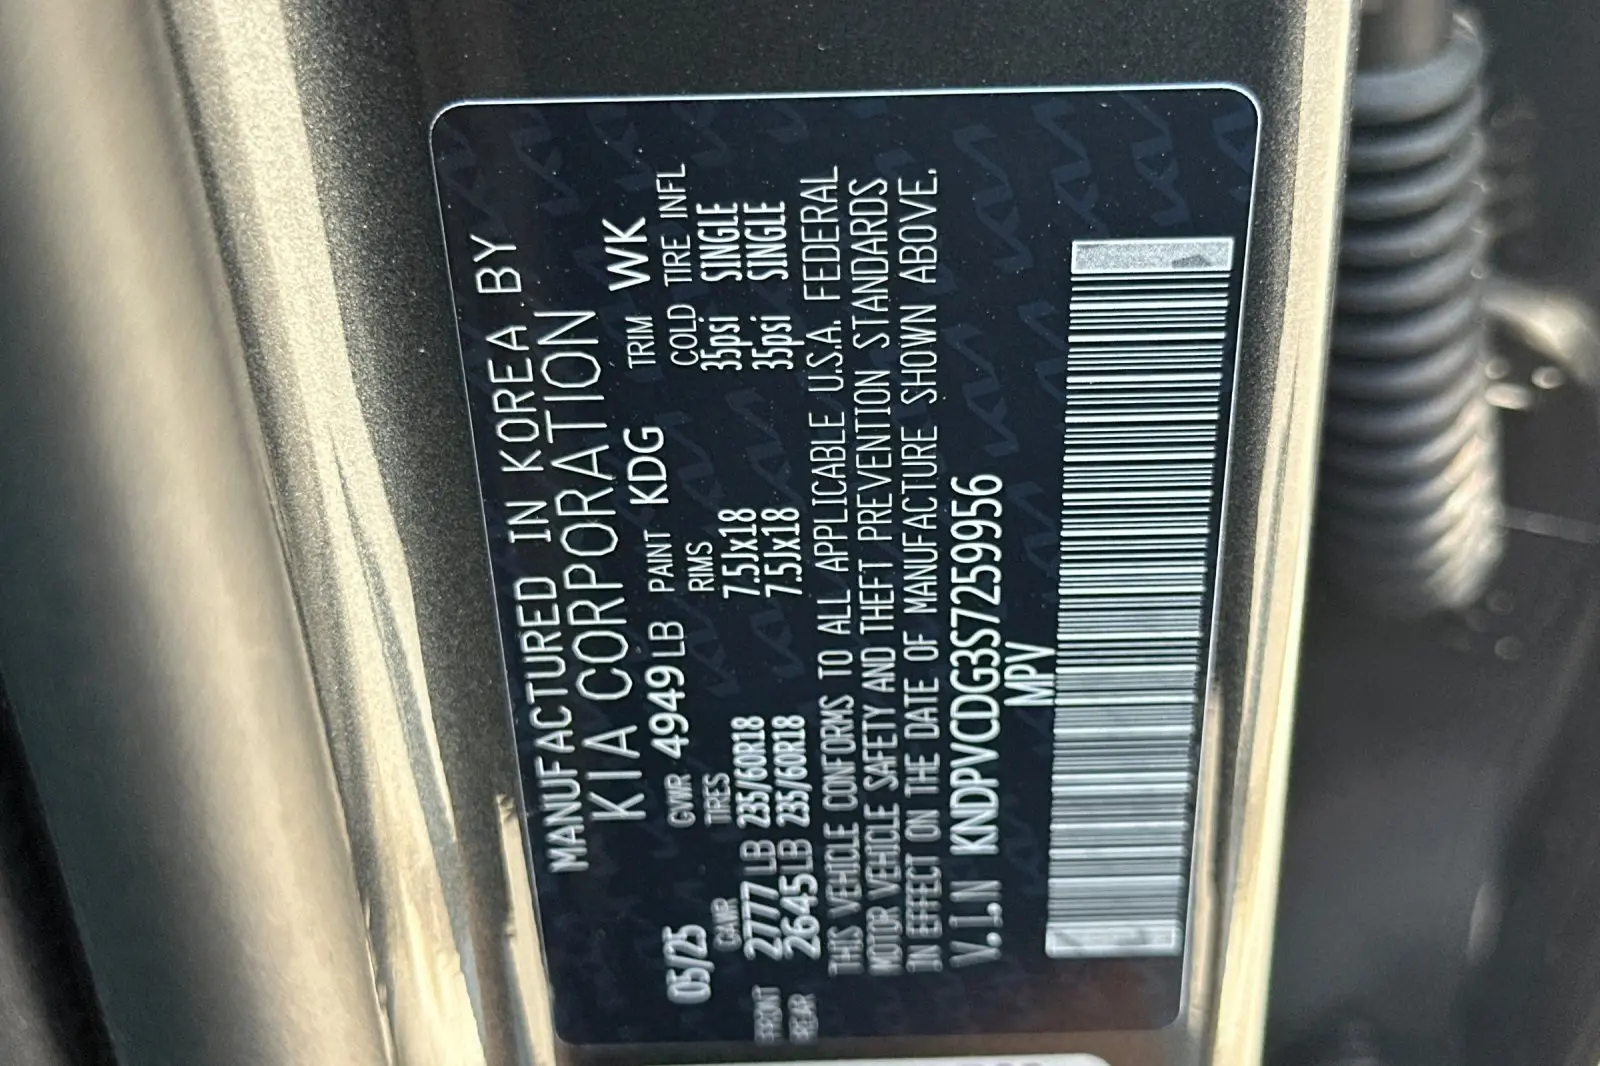 MANUFACTURED IN KOREA BY
KIA CORPORATION
05/25 GVWR 4949 LB PAINT KDG TRIM WK
GAWR TIRES RIMS COLD TIRE INFL
FRONT 2777 LB 235/60R18 7.5Jx18 35psi SINGLE
REAR 2645 LB 235/60R18 7.5Jx18 35psi SINGLE
THIS VEHICLE CONFORMS TO ALL APPLICABLE U.S.A. FEDERAL
MOTOR VEHICLE SAFETY AND THEFT PREVENTION STANDARDS
IN EFFECT ON THE DATE OF MANUFACTURE SHOWN ABOVE.
V.I.N KNDPVCDG3S7259956
MPV